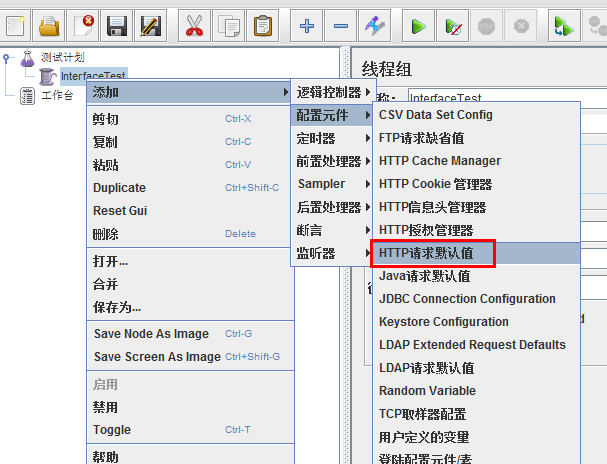 测试计划
InterfaceTest
工作台
线程组
称:
InterfaceTest
添加
剪切 Ctrl-X
复制 Ctrl-C
粘贴 Ctrl-V
Duplicate Ctrl+Shift-C
Reset Gui
删除 Delete
打开...
合并
保存为...
Save Node As Image Ctrl-G
Save Screen As Image Ctrl+Shift-G
启用
禁用
Toggle Ctrl-T
帮助
逻辑控制器
配置元件
定时器
前置处理器
Sampler
后置处理器
断言
监听器
CSV Data Set Config
FTP请求缺省值
HTTP Cache Manager
HTTP Cookie 管理器
HTTP信息头管理器
HTTP授权管理器
HTTP请求默认值
Java请求默认值
JDBC Connection Configuration
Keystore Configuration
LDAP Extended Request Defaults
LDAP请求默认值
Random Variable
TCP取样器配置
用户定义的变量
登陆配置元件/素